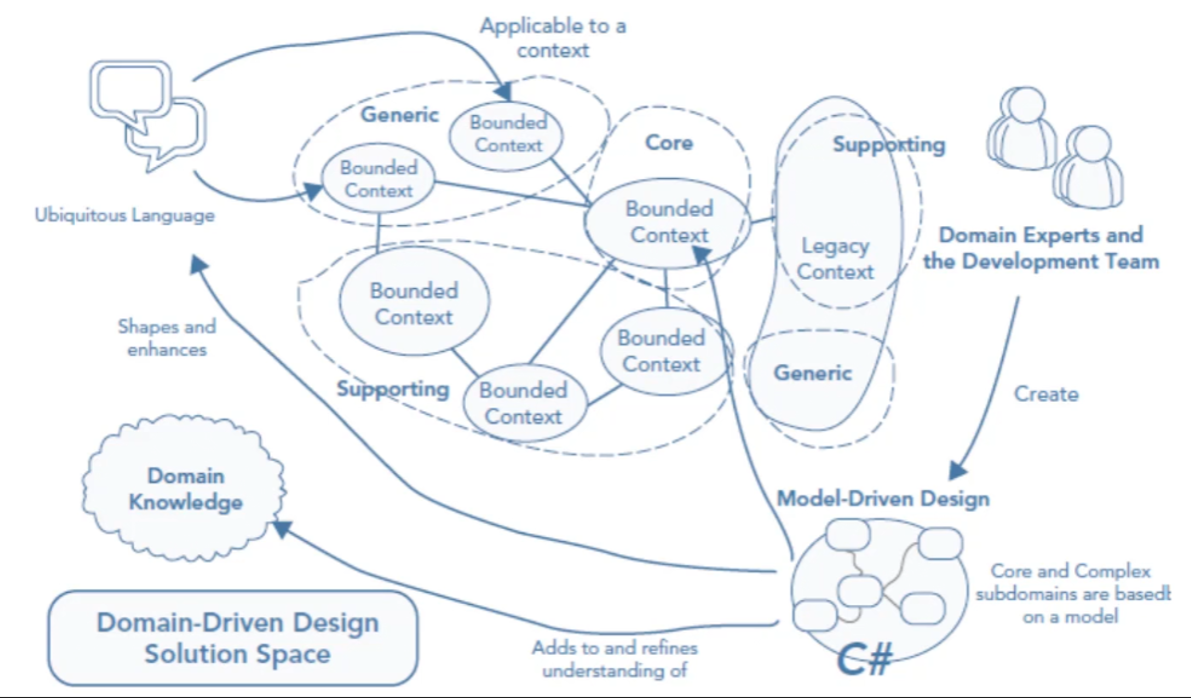 Applicable to a
context
Generic
Bounded
Context
Core
Supporting
Bounded
Context
Ubiquitous Language
Bounded
Context
Legacy
Context
Domain Experts and
the Development Team
Bounded
Context
Shapes and
enhances
Bounded
Context
Supporting
Bounded
Context
Generic
Create
Domain
Knowledge
Model-Driven Design
Core and Complex
subdomains are based
on a model
Domain-Driven Design
Solution Space
Adds to and refines
understanding of
C#